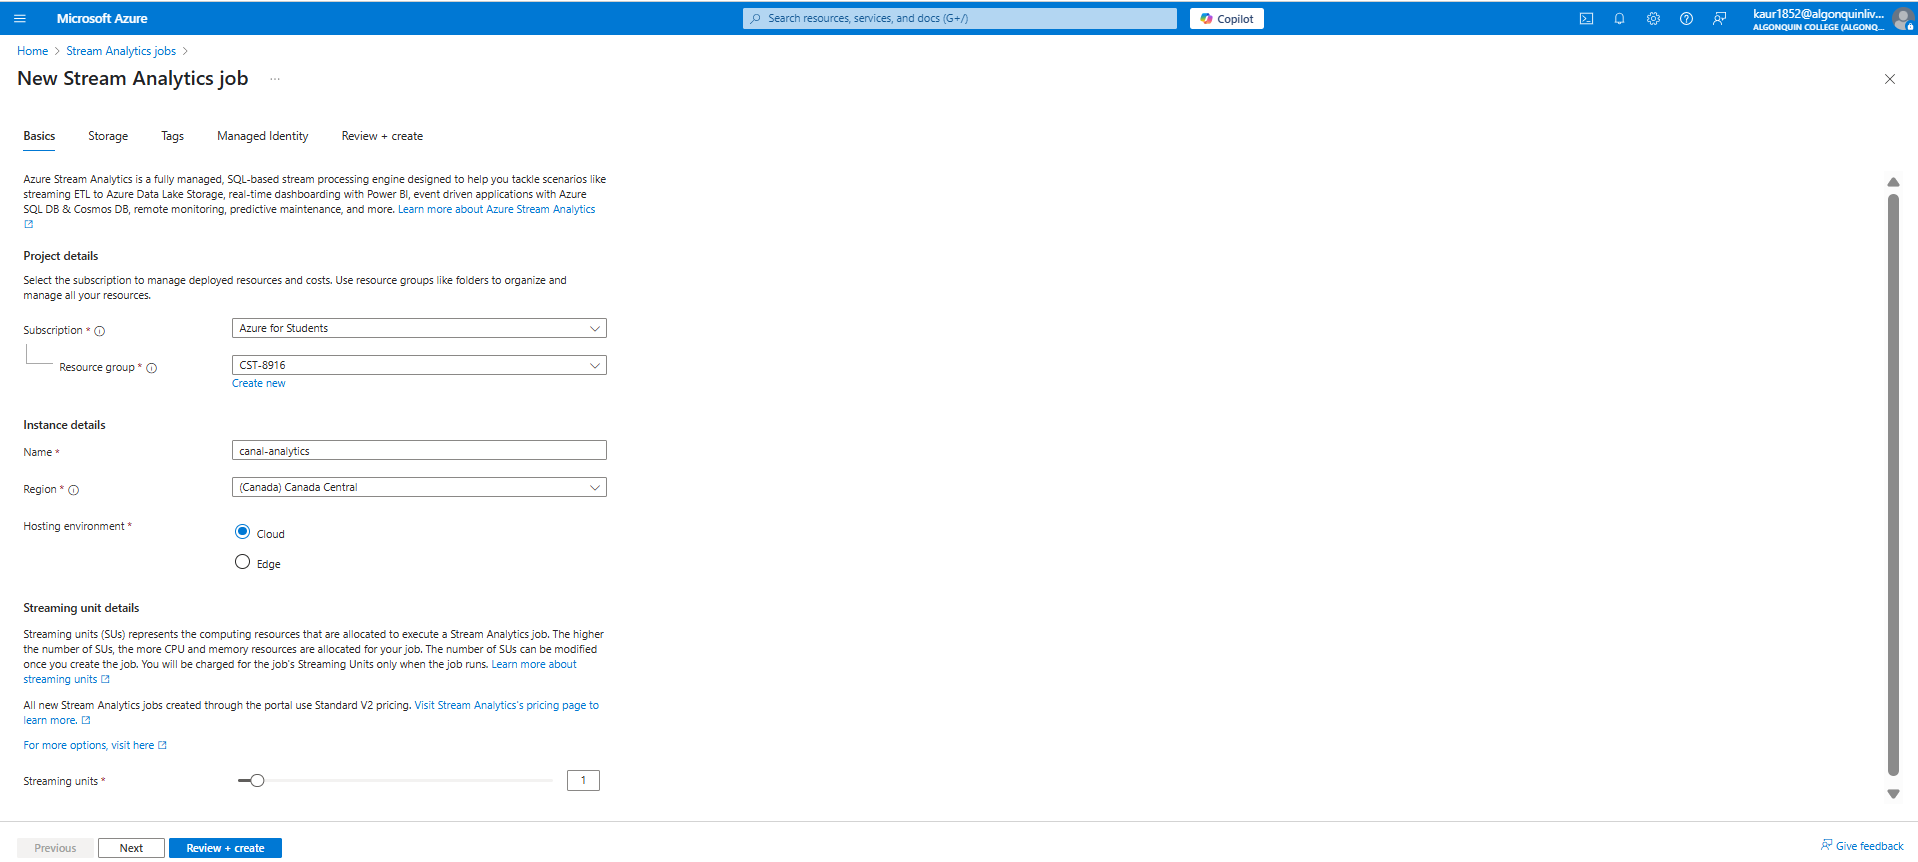 Microsoft Azure
Search resources, services, and docs (G+/)
Copilot
kaur1852@algonquinliv...
ALGONQUIN COLLEGE (ALGONQ...
Home > Stream Analytics jobs >
New Stream Analytics job ...
Basics Storage Tags Managed Identity Review + create
Azure Stream Analytics is a fully managed, SQL-based stream processing engine designed to help you tackle scenarios like
streaming ETL to Azure Data Lake Storage, real-time dashboarding with Power BI, event driven applications with Azure
SQL DB & Cosmos DB, remote monitoring, predictive maintenance, and more. Learn more about Azure Stream Analytics
Project details
Select the subscription to manage deployed resources and costs. Use resource groups like folders to organize and
manage all your resources.
Subscription * Azure for Students
Resource group * CST-8916
Create new
Instance details
Name * canal-analytics
Region * (Canada) Canada Central
Hosting environment * Cloud
Edge
Streaming unit details
Streaming units (SUs) represents the computing resources that are allocated to execute a Stream Analytics job. The higher
the number of SUs, the more CPU and memory resources are allocated for your job. The number of SUs can be modified
once you create the job. You will be charged for the job's Streaming Units only when the job runs. Learn more about
streaming units
All new Stream Analytics jobs created through the portal use Standard V2 pricing. Visit Stream Analytics's pricing page to
learn more.
For more options, visit here
Streaming units * 1
Previous Next Review + create
Give feedback